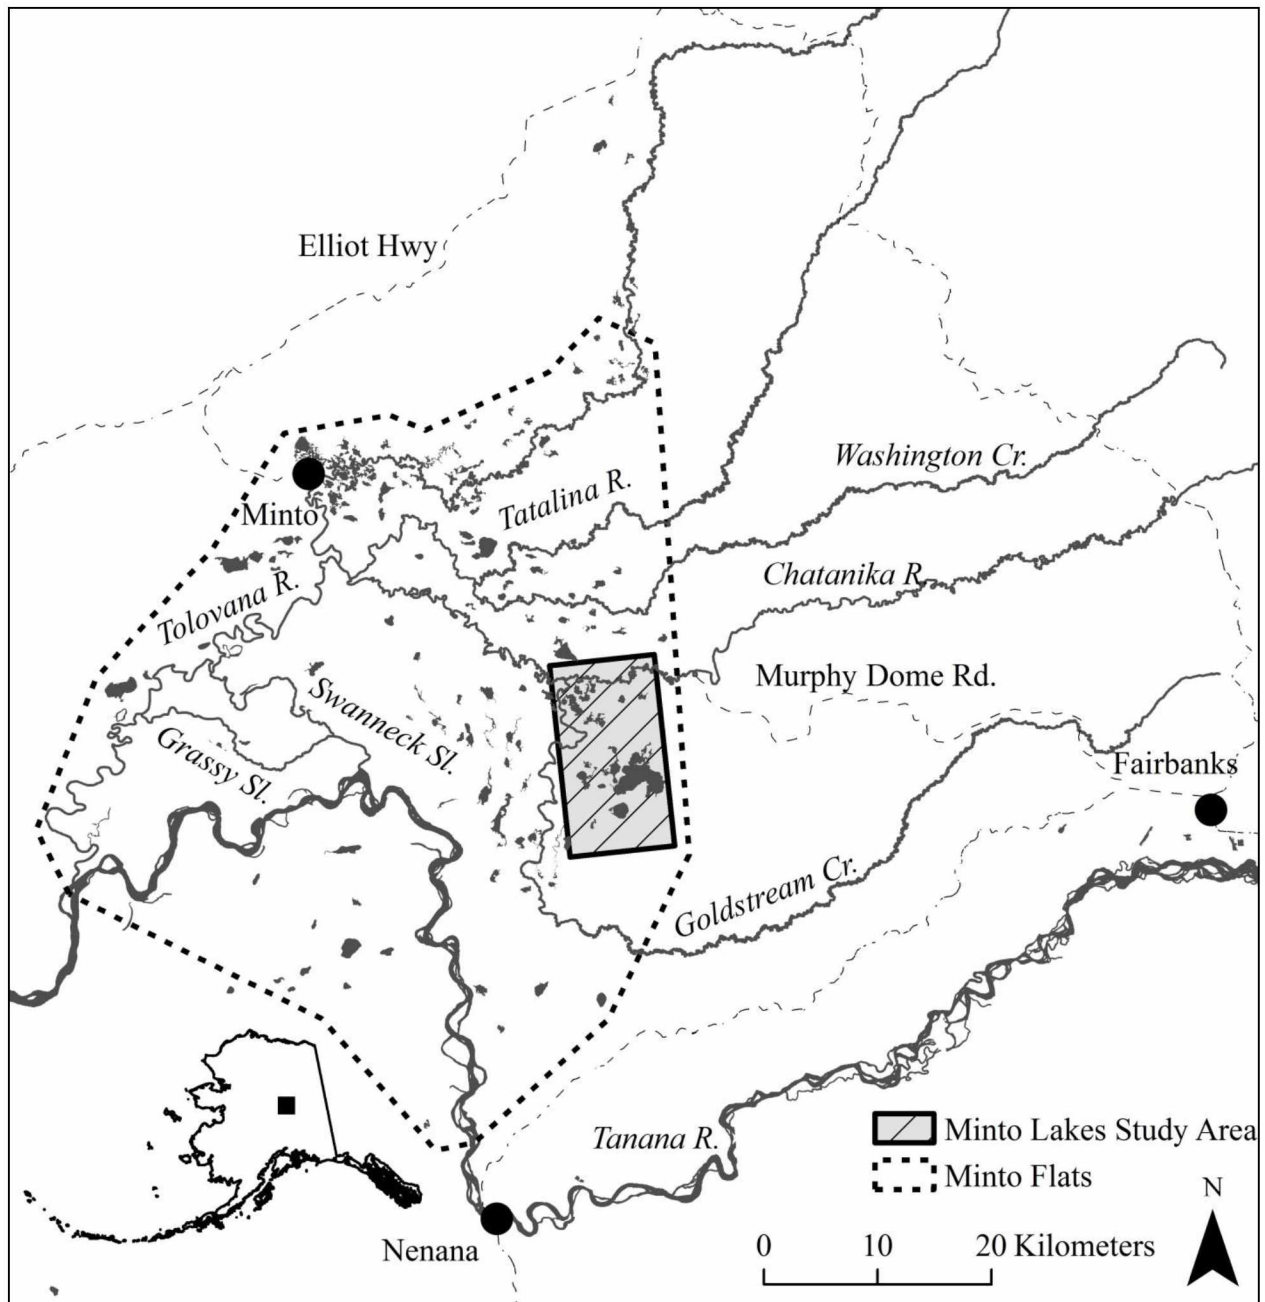 Elliot Hwy
Washington Cr.
Tatalina R.
Minto
Chatanika R.
Tolovana R.
Murphy Dome Rd.
Swanneck Sl.
Grassy Sl.
Fairbanks
Goldstream Cr.
Tanana R.
Minto Lakes Study Area
Minto Flats
N
Nenana
0 10 20 Kilometers